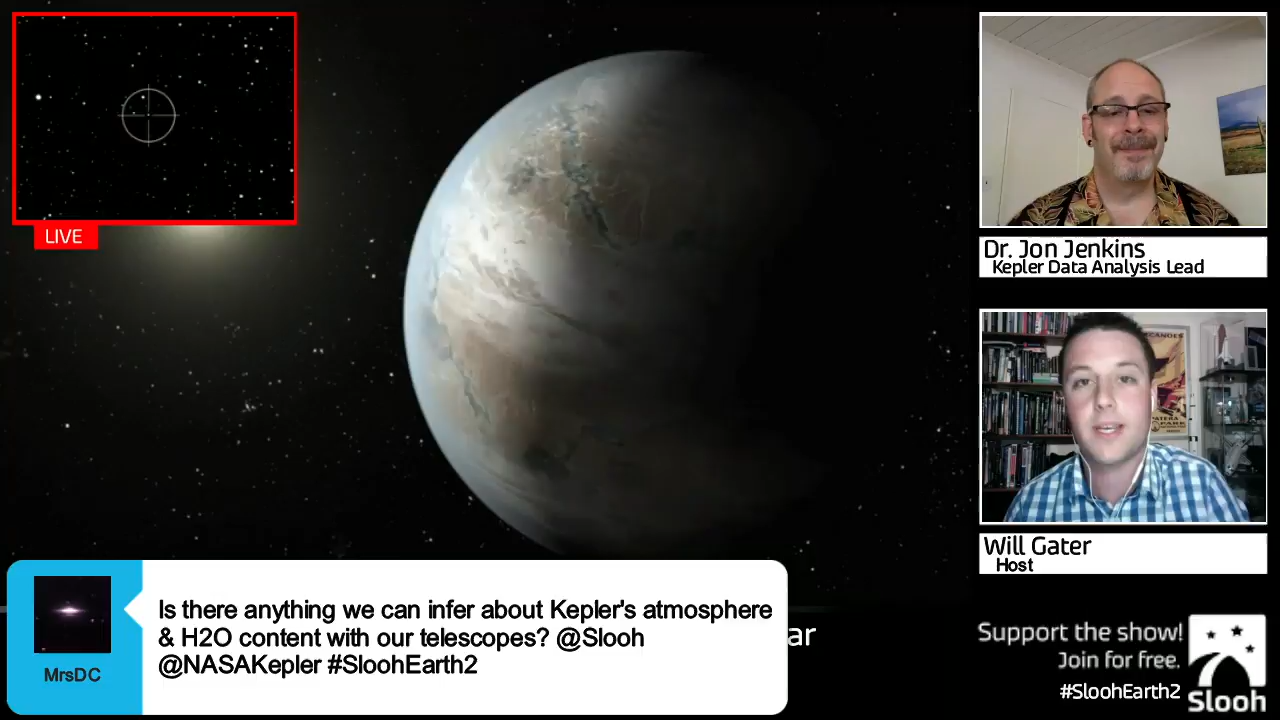 LIVE
Dr. Jon Jenkins
Kepler Data Analysis Lead
Will Gater
Host
Is there anything we can infer about Kepler's atmosphere
& H2O content with our telescopes? @Slooh
@NASAKepler #SloohEarth2
MrsDC
ar
Support the show!
Join for free.
#SloohEarth2
Slooh